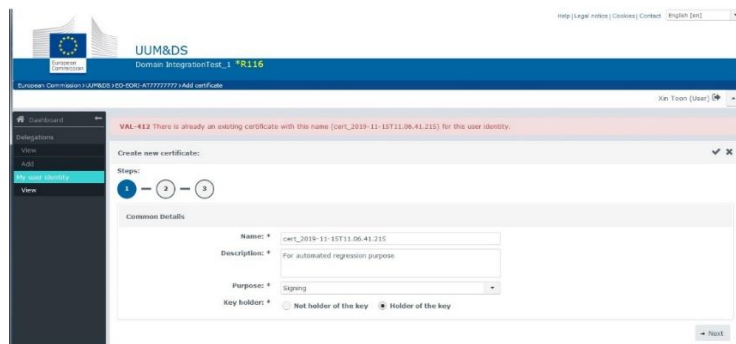 Help | Legal notice | Cookies | Contact English [en]
European
Commission
UUM&DS
Domain IntegrationTest_1 *R116
European Commission > UUM&DS > EO-EORI-AT77777777 > Add certificate
Xin Toon (User)
Dashboard
Delegations
View
Add
My user identity
View
VAL-412 There is already an existing certificate with this name (cert_2019-11-15T11.06.41.215) for the user identity.
Create new certificate:
Steps:
1 2 3
Common Details
Name: * cert_2019-11-15T11.06.41.215
Description: * For automated regression purpose
Purpose: * Signing
Key holder: * Not holder of the key Holder of the key
Next